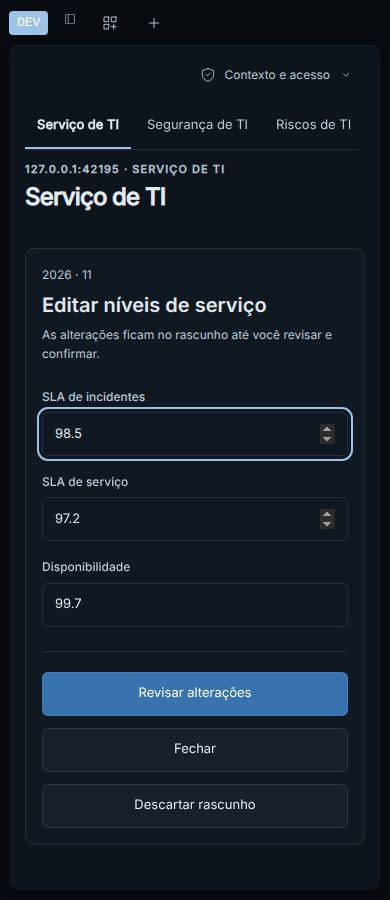 DEV
Contexto e acesso
Serviço de TI
Segurança de TI
Riscos de TI
127.0.0.1:42195 · SERVIÇO DE TI
Serviço de TI
2026 · 11
Editar níveis de serviço
As alterações ficam no rascunho até você revisar e
confirmar.
SLA de incidentes
98.5
SLA de serviço
97.2
Disponibilidade
99.7
Revisar alterações
Fechar
Descartar rascunho